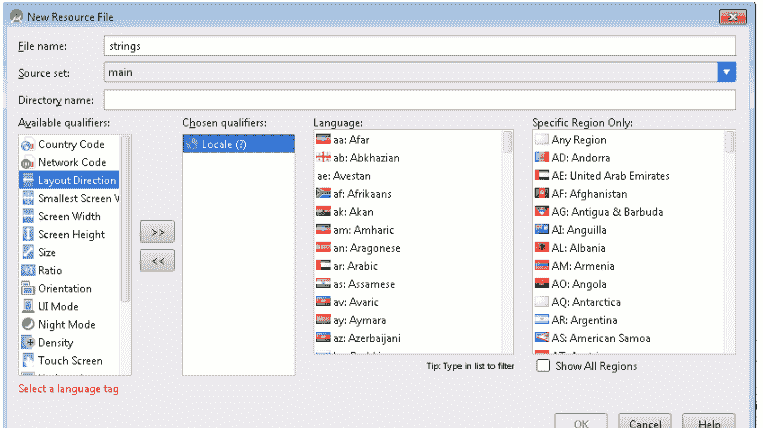 New Resource File
File name: strings
Source set: main
Directory name:
Available qualifiers:
Chosen qualifiers:
Language:
Specific Region Only:
Country Code
Network Code
Layout Direction
Smallest Screen
Screen Width
Screen Height
Size
Ratio
Orientation
UI Mode
Night Mode
Density
Touch Screen
>>
<<
Locale (?)
aa: Afar
ab: Abkhazian
ae: Avestan
af: Afrikaans
ak: Akan
am: Amharic
an: Aragonese
ar: Arabic
as: Assamese
av: Avaric
ay: Aymara
az: Azerbaijani
Any Region
AD: Andorra
AE: United Arab Emirates
AF: Afghanistan
AG: Antigua & Barbuda
AI: Anguilla
AL: Albania
AM: Armenia
AO: Angola
AQ: Antarctica
AR: Argentina
AS: American Samoa
Tip: Type in list to filter
Show All Regions
Select a language tag
OK
Cancel
Help